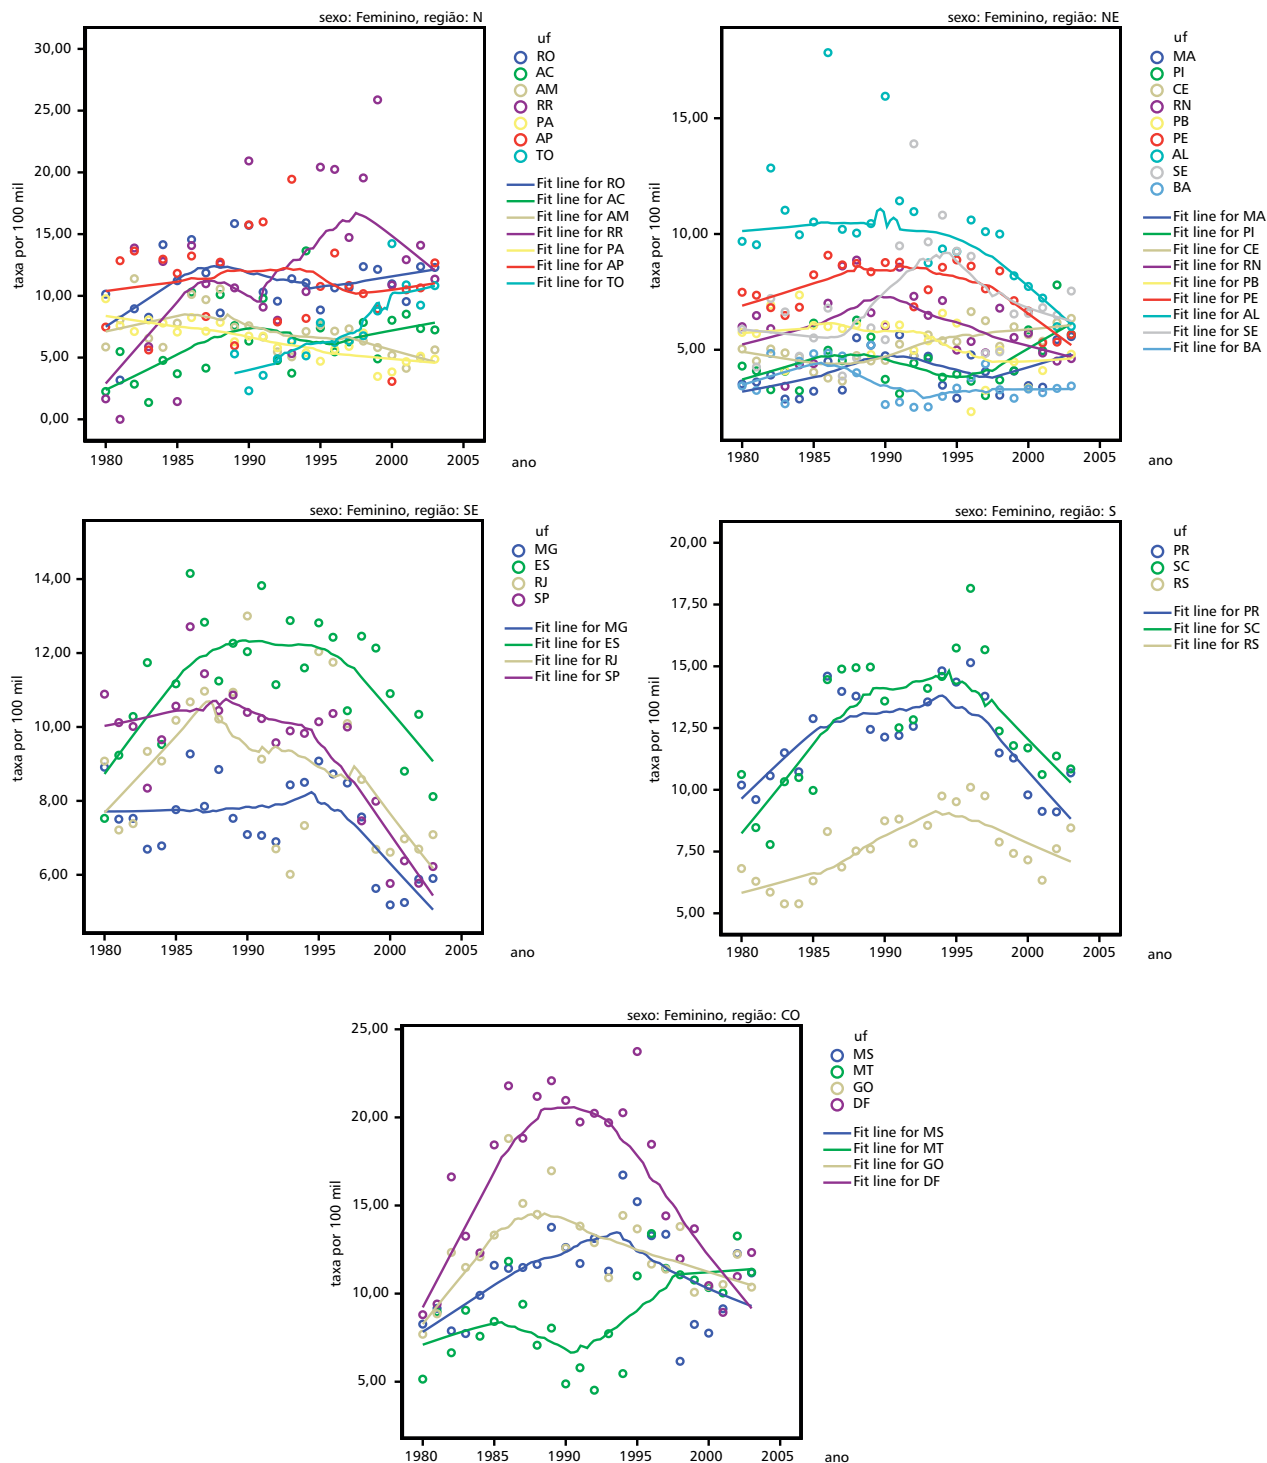 sexo: Feminino, região: N
taxa por 100 mil
30,00
25,00
20,00
15,00
10,00
5,00
0,00
1980 1985 1990 1995 2000 2005
ano
uf
RO
AC
AM
RR
PA
AP
TO
Fit line for RO
Fit line for AC
Fit line for AM
Fit line for RR
Fit line for PA
Fit line for AP
Fit line for TO
sexo: Feminino, região: NE
taxa por 100 mil
15,00
10,00
5,00
1980 1985 1990 1995 2000 2005
ano
uf
MA
PI
CE
RN
PB
PE
AL
SE
BA
Fit line for MA
Fit line for PI
Fit line for CE
Fit line for RN
Fit line for PB
Fit line for PE
Fit line for AL
Fit line for SE
Fit line for BA
sexo: Feminino, região: SE
taxa por 100 mil
14,00
12,00
10,00
8,00
6,00
1980 1985 1990 1995 2000 2005
ano
uf
MG
ES
RJ
SP
Fit line for MG
Fit line for ES
Fit line for RJ
Fit line for SP
sexo: Feminino, região: S
taxa por 100 mil
20,00
17,50
15,00
12,50
10,00
7,50
5,00
1980 1985 1990 1995 2000 2005
ano
uf
PR
SC
RS
Fit line for PR
Fit line for SC
Fit line for RS
sexo: Feminino, região: CO
taxa por 100 mil
25,00
20,00
15,00
10,00
5,00
1980 1985 1990 1995 2000 2005
ano
uf
MS
MT
GO
DF
Fit line for MS
Fit line for MT
Fit line for GO
Fit line for DF